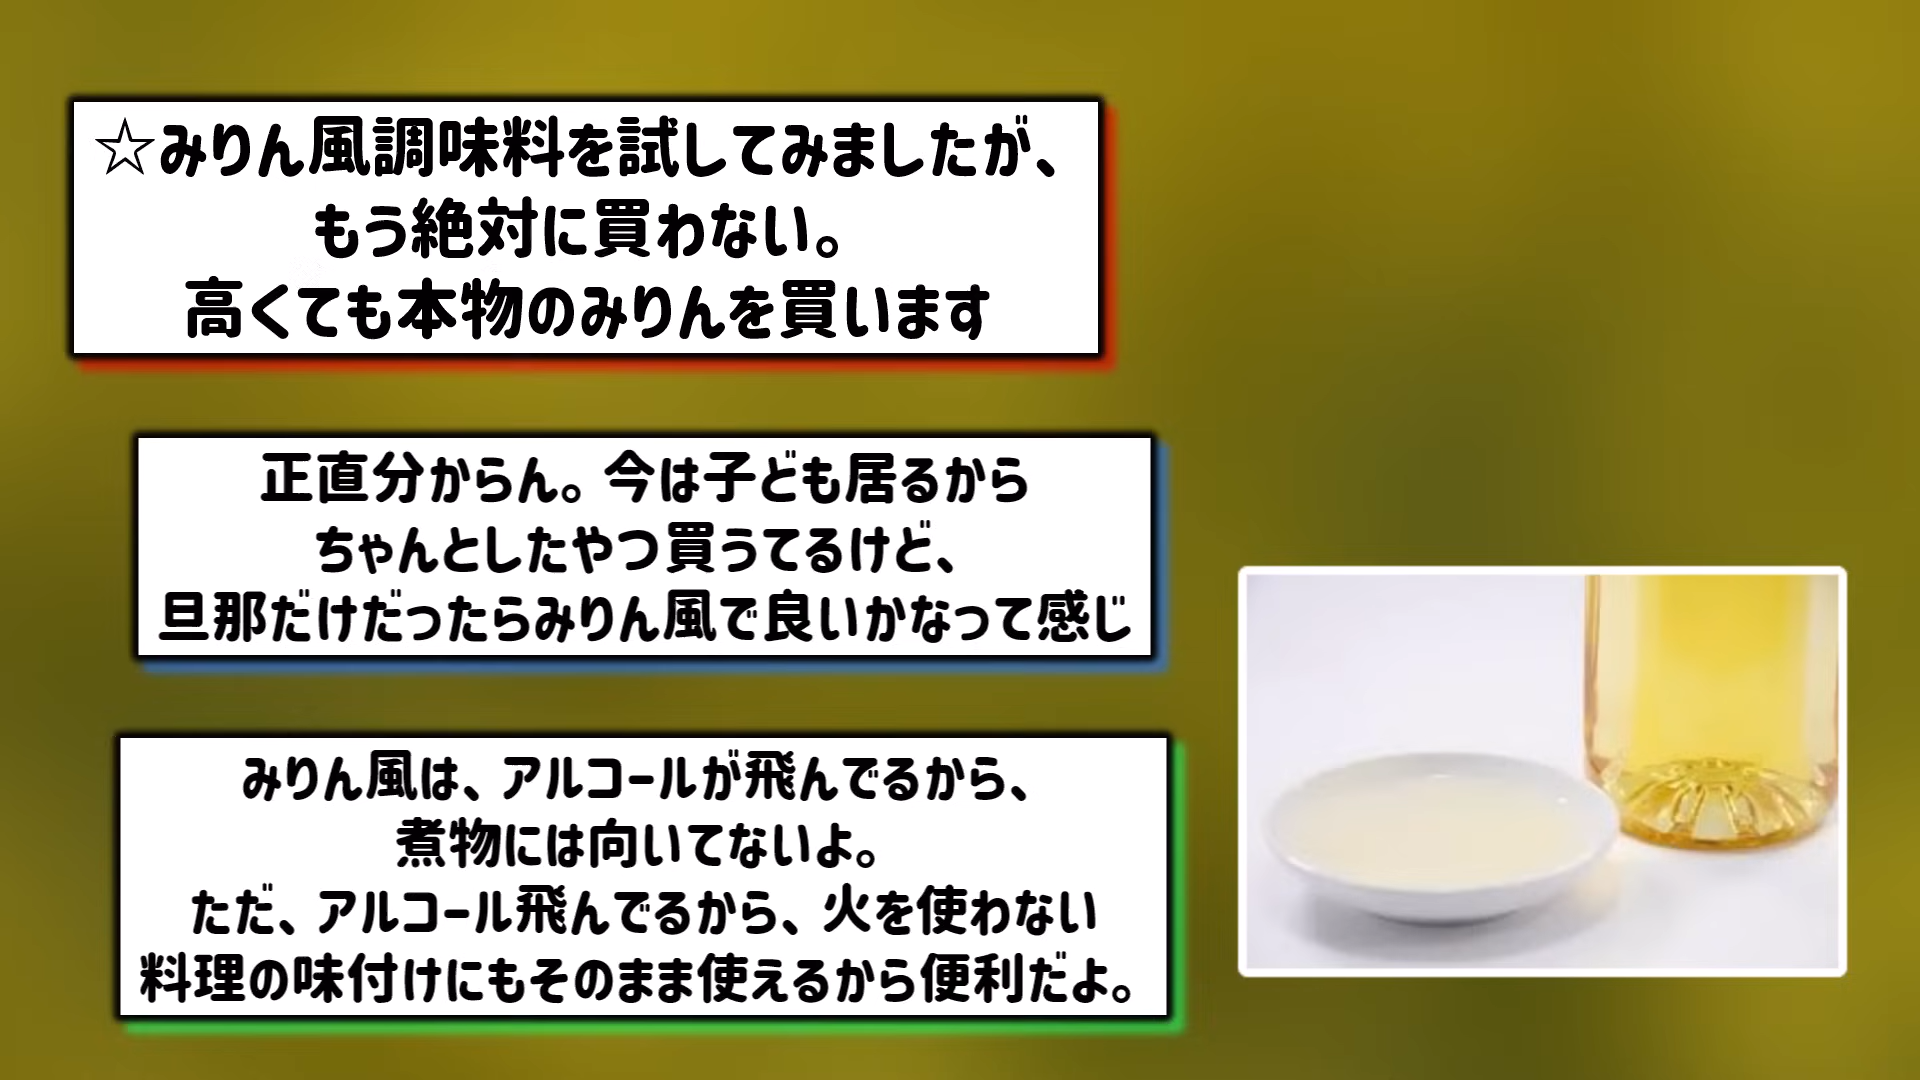 ☆みりん風調味料を試してみましたが、
もう絶対に買わない。
高くても本物のみりんを買います
正直分からん。今は子ども居るから
ちゃんとしたやつ買うてるけど、
旦那だけだったらみりん風で良いかなって感じ
みりん風は、アルコールが飛んでるから、
煮物には向いてないよ。
ただ、アルコール飛んでるから、火を使わない
料理の味付けにもそのまま使えるから便利だよ。